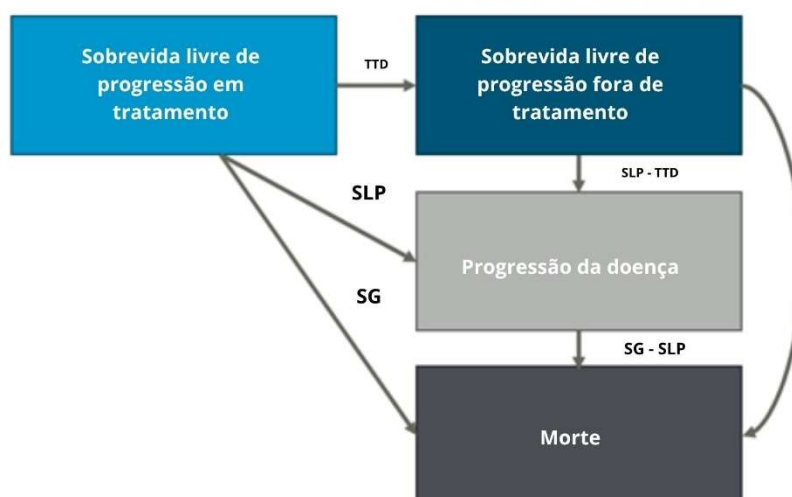 Sobrevida livre de
progressão em
tratamento
TTD
Sobrevida livre de
progressão fora de
tratamento
SLP - TTD
SLP
Progressão da doença
SG
SG - SLP
Morte